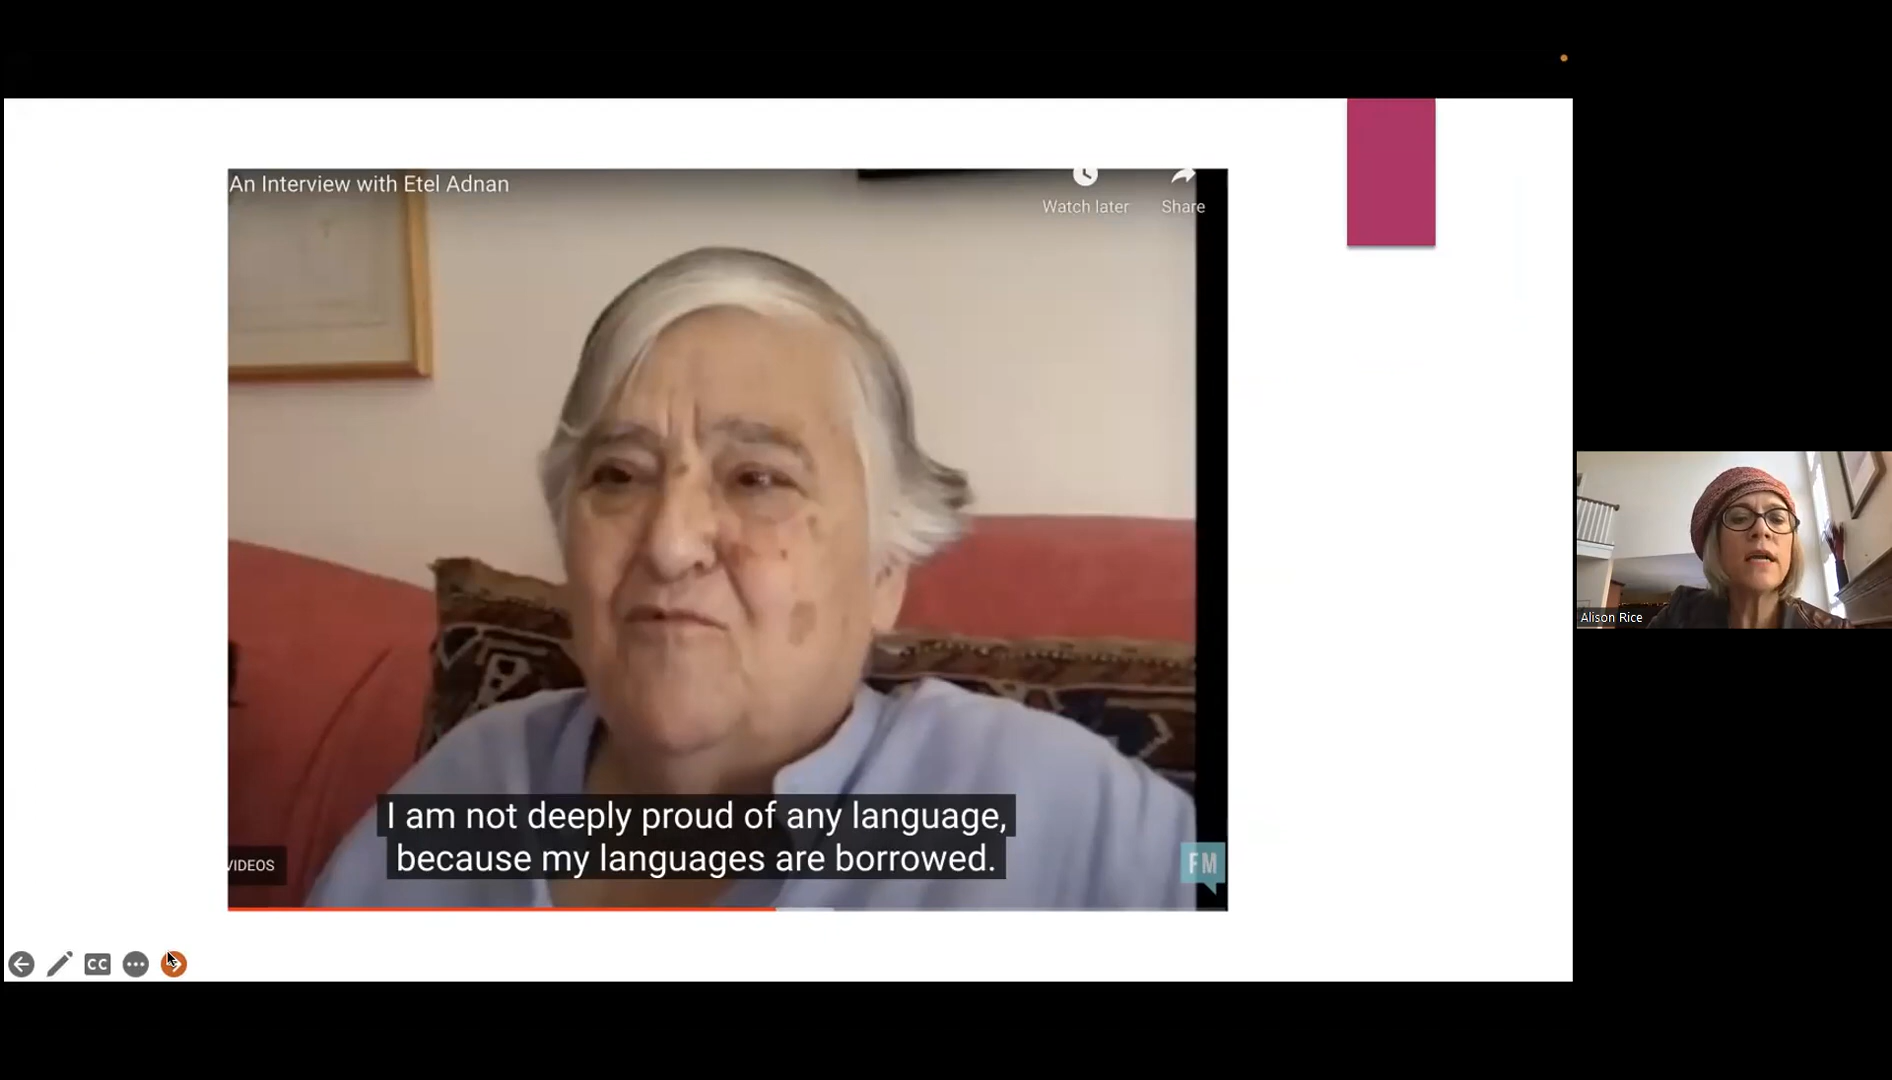 An Interview with Etel Adnan
Watch later
Share
I am not deeply proud of any language,
because my languages are borrowed.
VIDEOS
FM
CC
Alison Rice